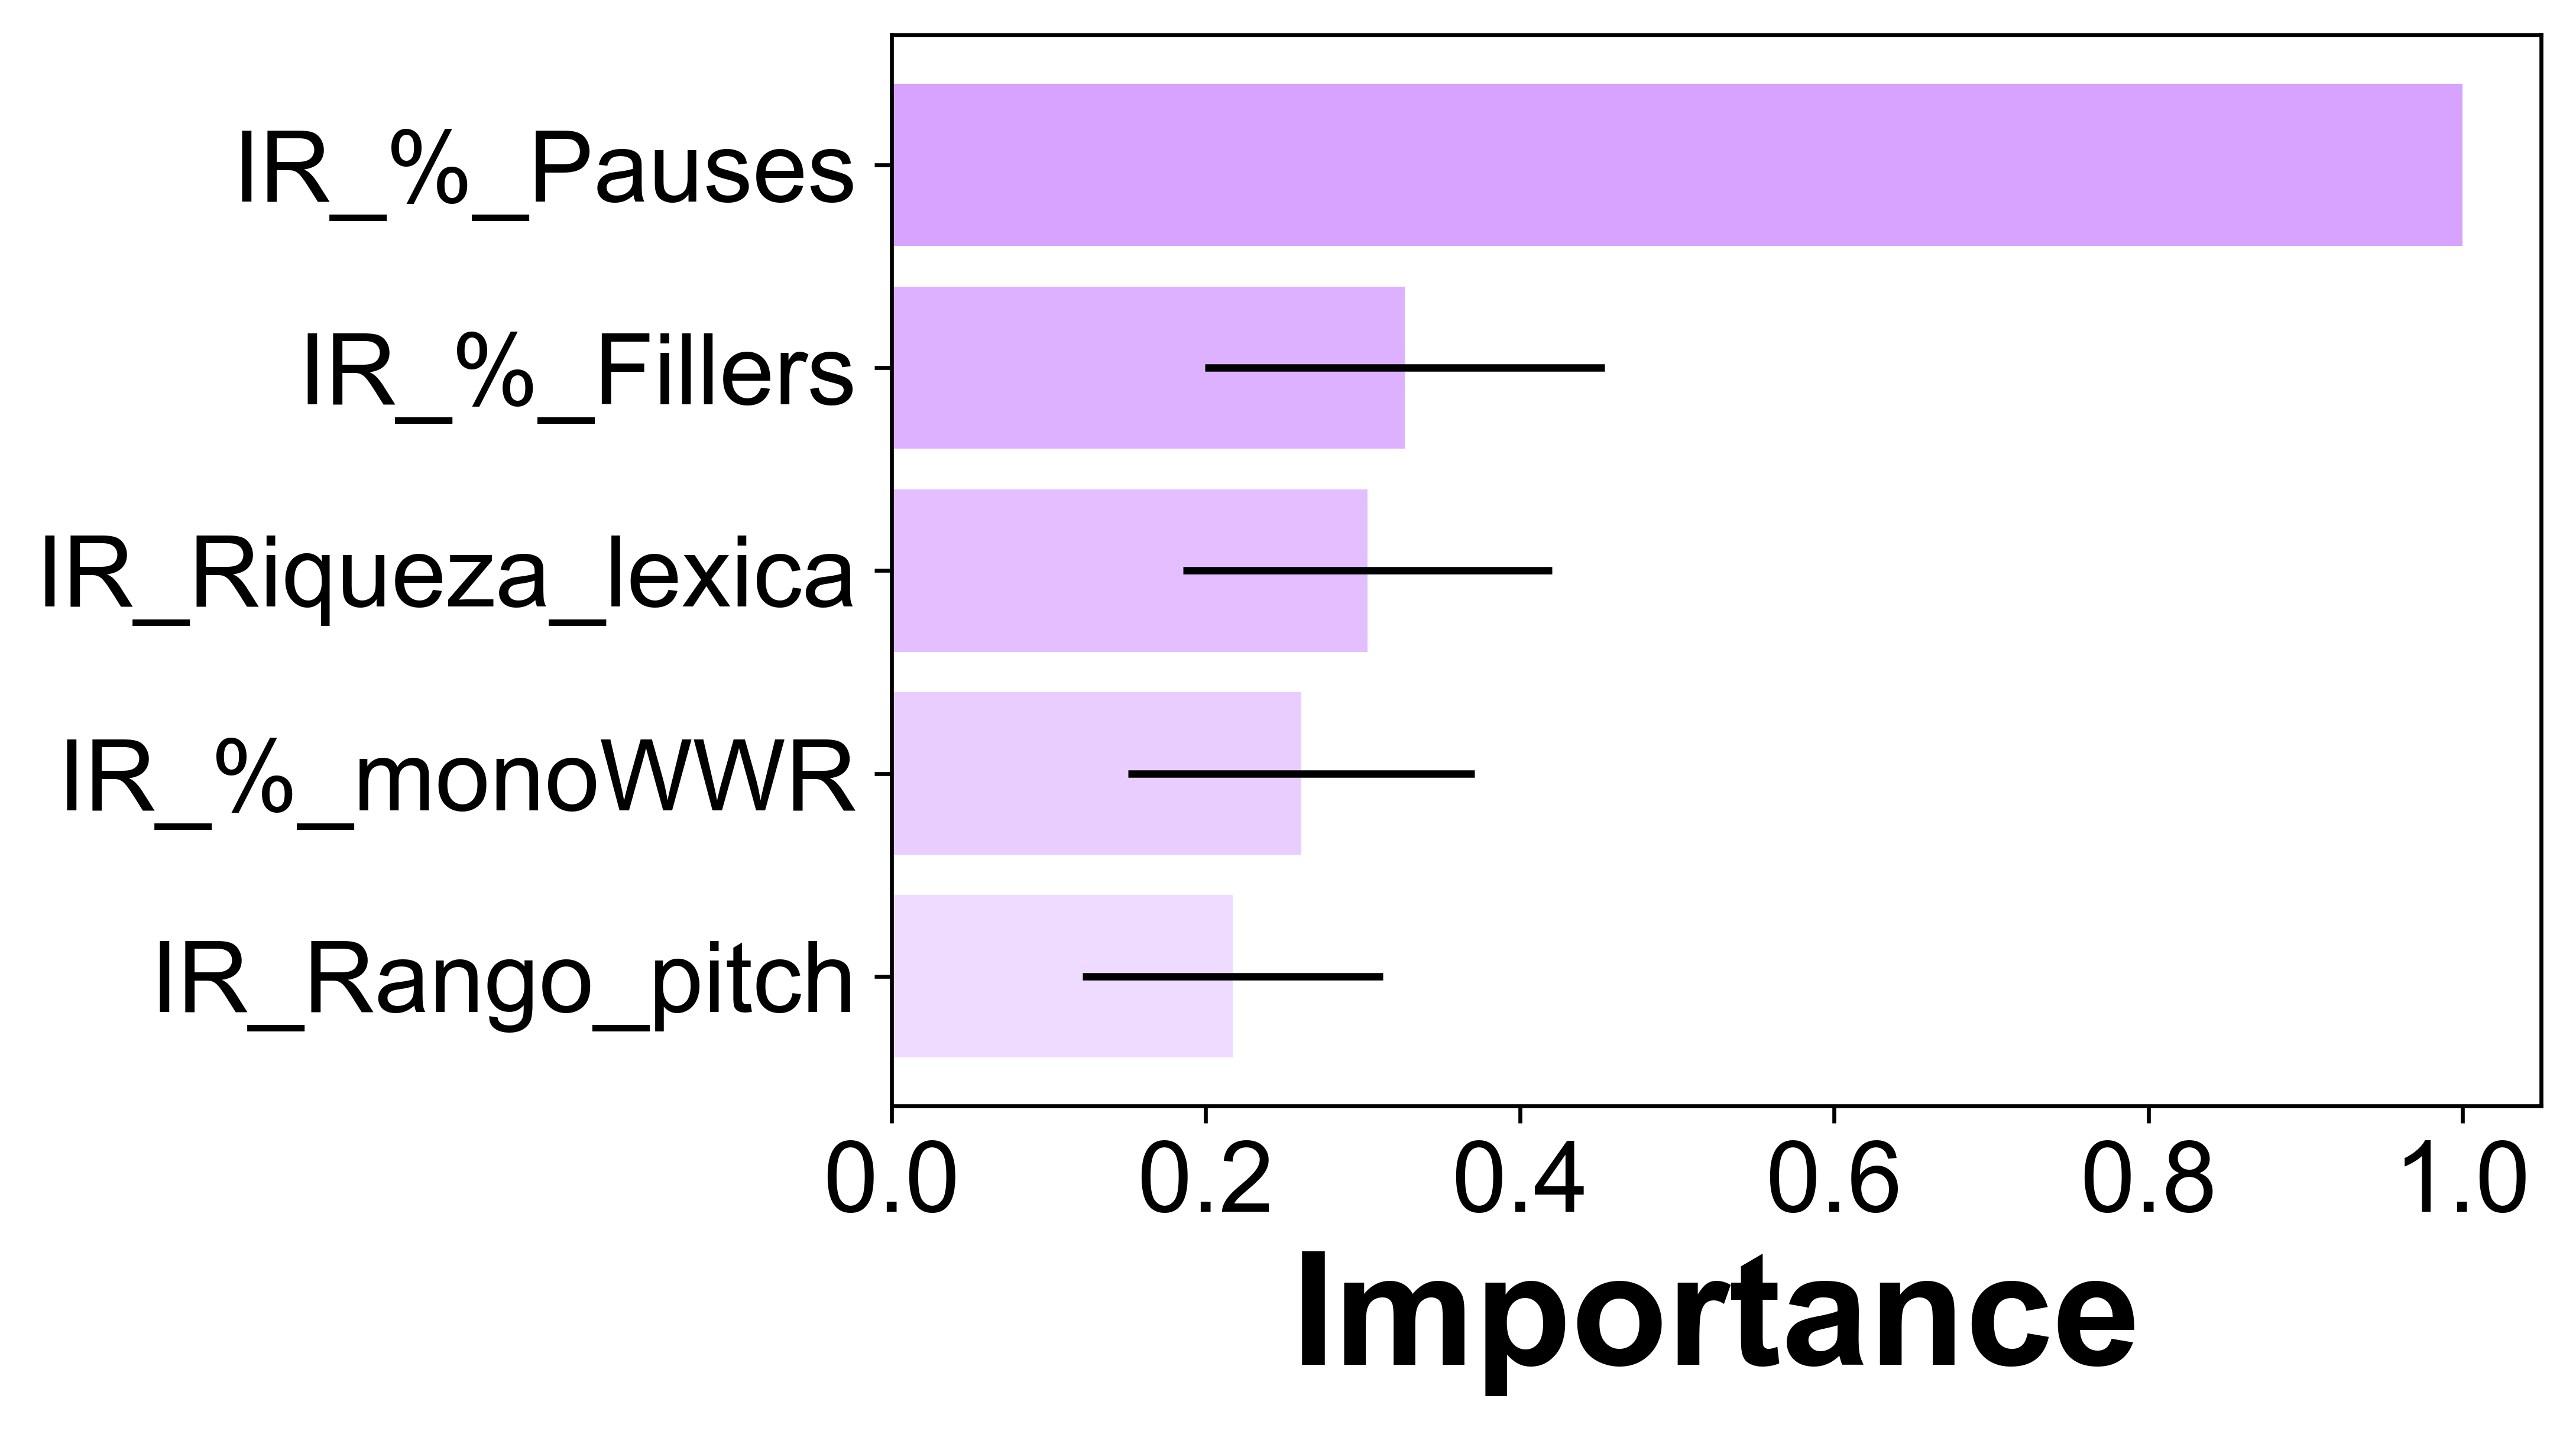 IR_%_Pauses
IR_%_Fillers
IR_Riqueza_lexica
IR_%_monoWWR
IR_Rango_pitch
0.0 0.2 0.4 0.6 0.8 1.0
Importance